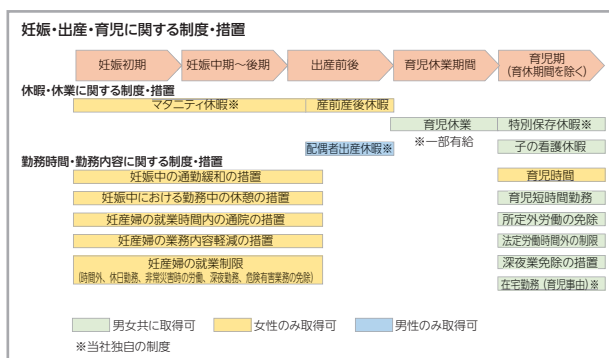 妊娠・出産・育児に関する制度・措置
妊娠初期
妊娠中期～後期
出産前後
育児休業期間
育児期
(育休期間を除く)
休暇・休業に関する制度・措置
マタニティ休暇※
産前産後休暇
育児休業
特別保存休暇※
※一部有給
配偶者出産休暇※
子の看護休暇
勤務時間・勤務内容に関する制度・措置
妊娠中の通勤緩和の措置
育児時間
妊娠中における勤務中の休憩の措置
育児短時間勤務
妊産婦の就業時間内の通院の措置
所定外労働の免除
妊産婦の業務内容軽減の措置
法定労働時間外の制限
妊産婦の就業制限
(時間外、休日勤務、非常災害時の労働、深夜勤務、危険有害業務の免除)
深夜業免除の措置
在宅勤務 (育児事由)※
男女共に取得可
女性のみ取得可
男性のみ取得可
※当社独自の制度